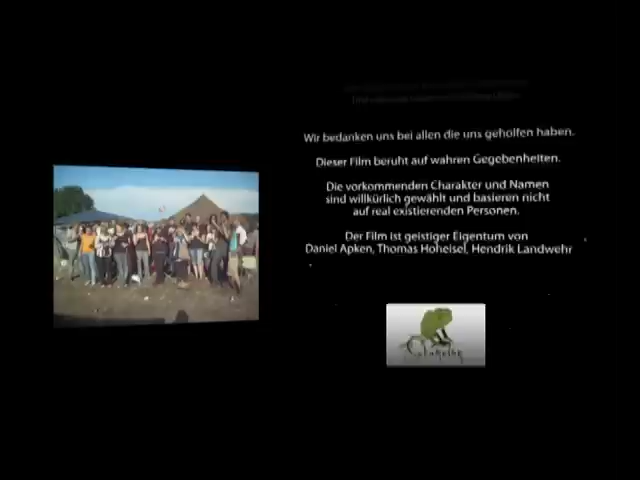 Wir bedanken uns bei allen die uns geholfen haben.
Dieser Film beruht auf wahren Gegebenheiten.
Die vorkommenden Charakter und Namen
sind willkürlich gewählt und basieren nicht
auf real existierenden Personen.
Der Film ist geistiger Eigentum von
Daniel Apken, Thomas Hoheisel, Hendrik Landwehr